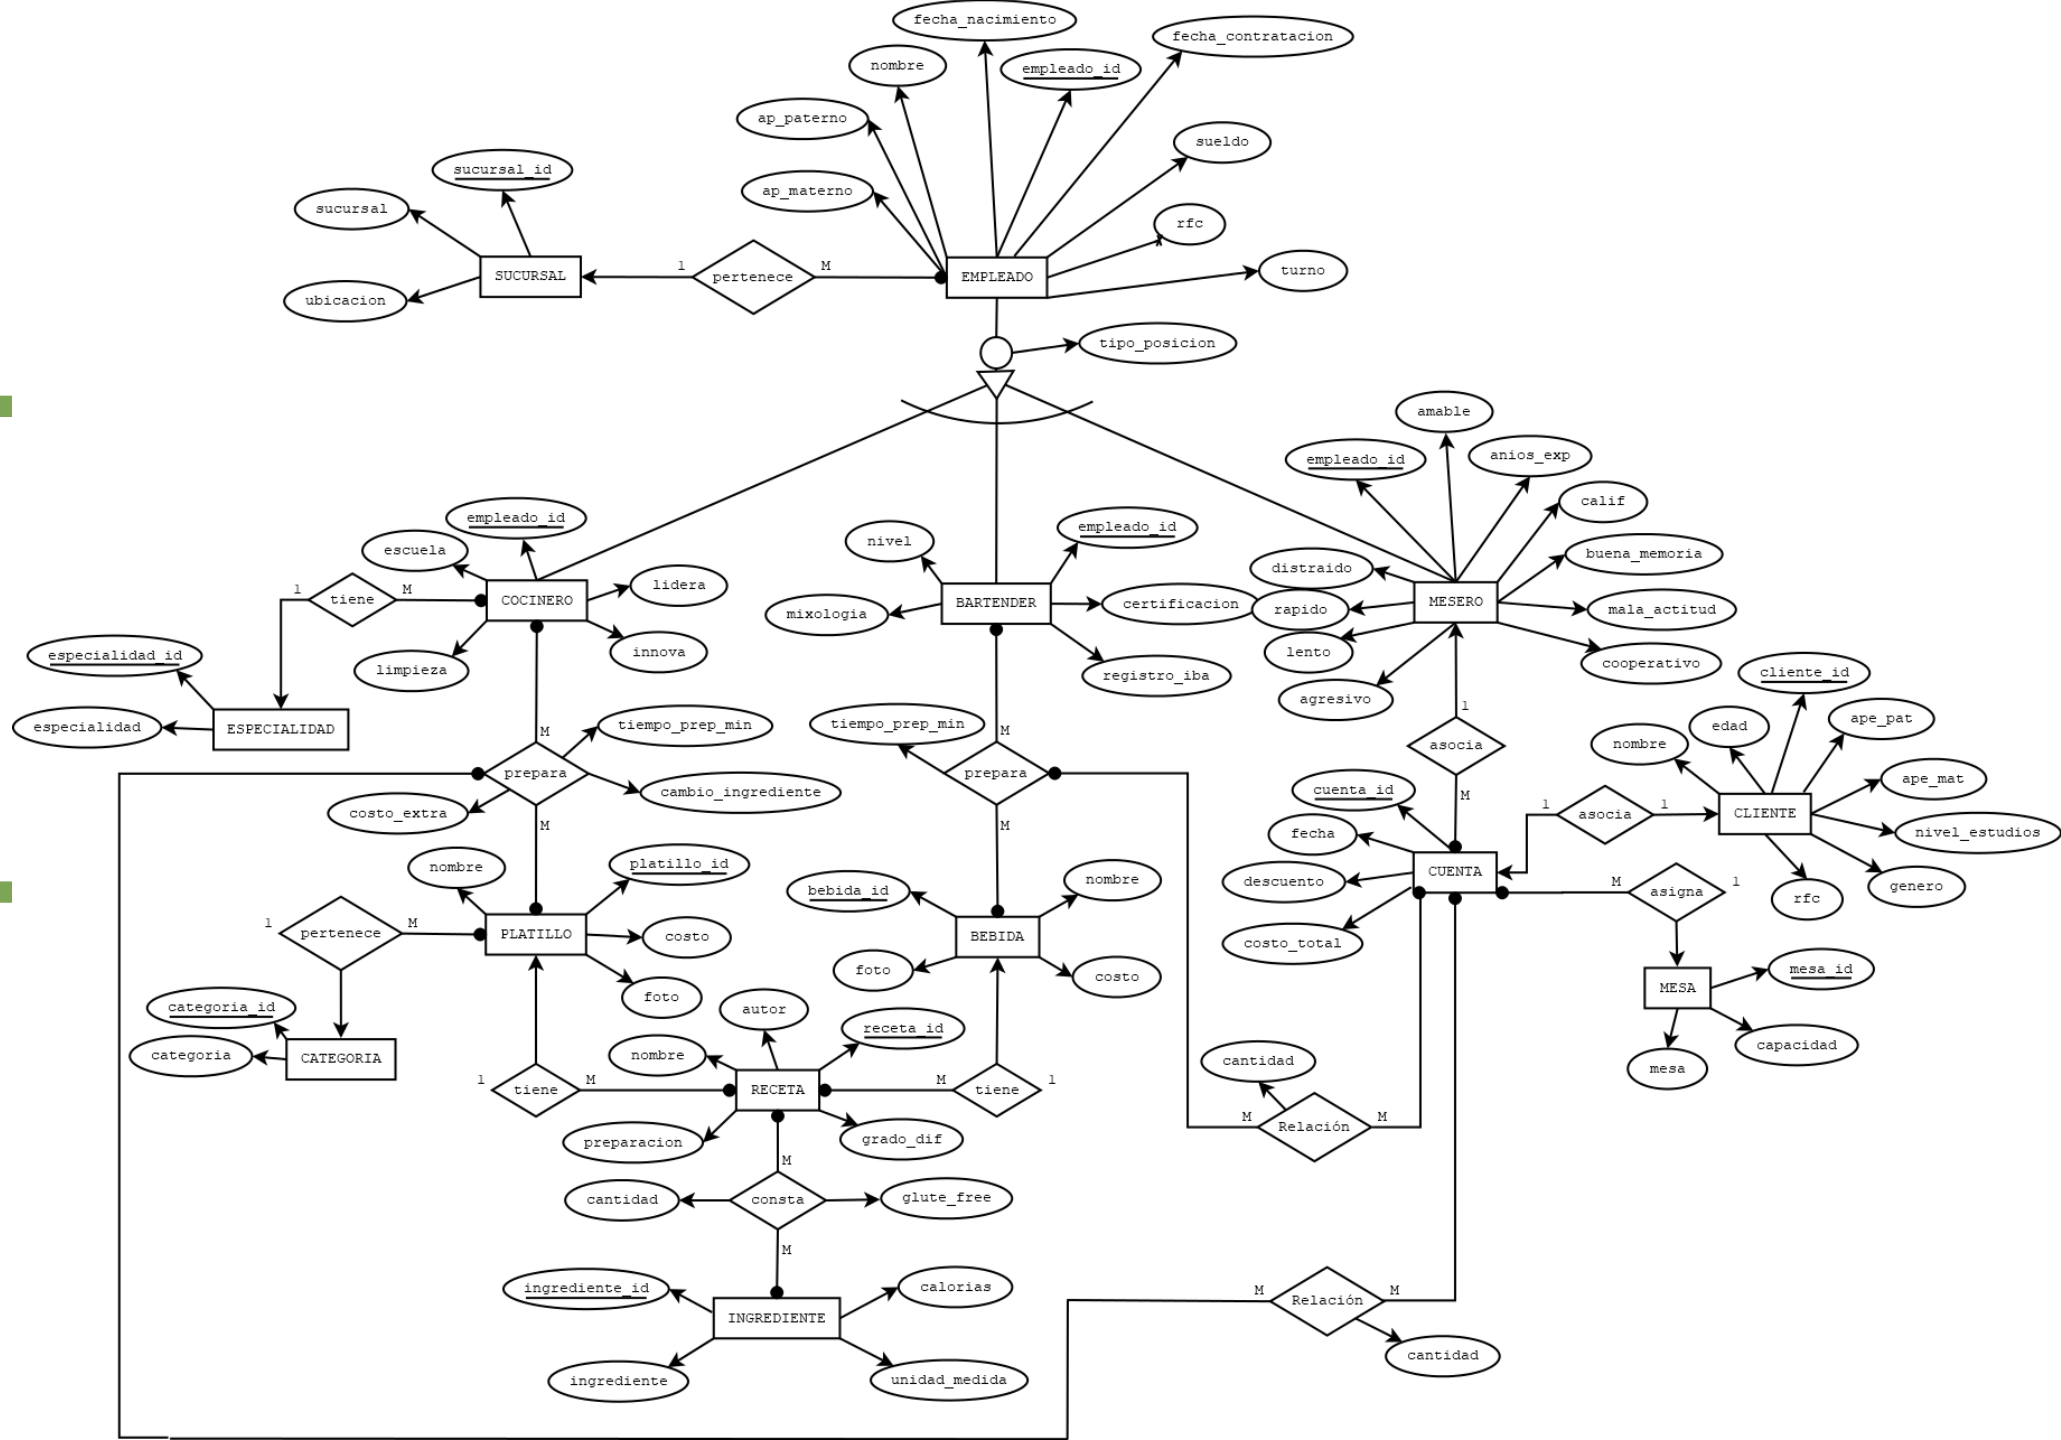 fecha_nacimiento
fecha_contratacion
nombre
empleado_id
ap_paterno
sueldo
sucursal_id
ap_materno
sucursal
rfc
SUCURSAL
1
pertenece
M
EMPLEADO
turno
ubicacion
tipo_posicion
amable
empleado_id
anios_exp
calif
empleado_id
escuela
nivel
empleado_id
buena_memoria
distraido
1
tiene
M
COCINERO
lidera
mixologia
BARTENDER
certificacion
rapido
MESERO
mala_actitud
especialidad_id
limpieza
innova
registro_iba
lento
cooperativo
agresivo
cliente_id
especialidad
ESPECIALIDAD
M
tiempo_prep_min
tiempo_prep_min
M
1
asocia
nombre
edad
ape_pat
prepara
cambio_ingrediente
costo_extra
prepara
M
cuenta_id
ape_mat
M
M
fecha
1
asocia
1
CLIENTE
nivel_estudios
nombre
platillo_id
bebida_id
nombre
descuento
CUENTA
M
asigna
1
rfc
genero
1
pertenece
M
PLATILLO
costo
BEBIDA
costo_total
foto
foto
costo
MESA
mesa_id
categoria_id
autor
receta_id
categoria
CATEGORIA
nombre
cantidad
mesa
capacidad
1
tiene
M
RECETA
M
tiene
1
preparacion
grado_dif
M
Relación
M
M
cantidad
consta
glute_free
M
ingrediente_id
calorias
INGREDIENTE
M
Relación
M
ingrediente
unidad_medida
cantidad